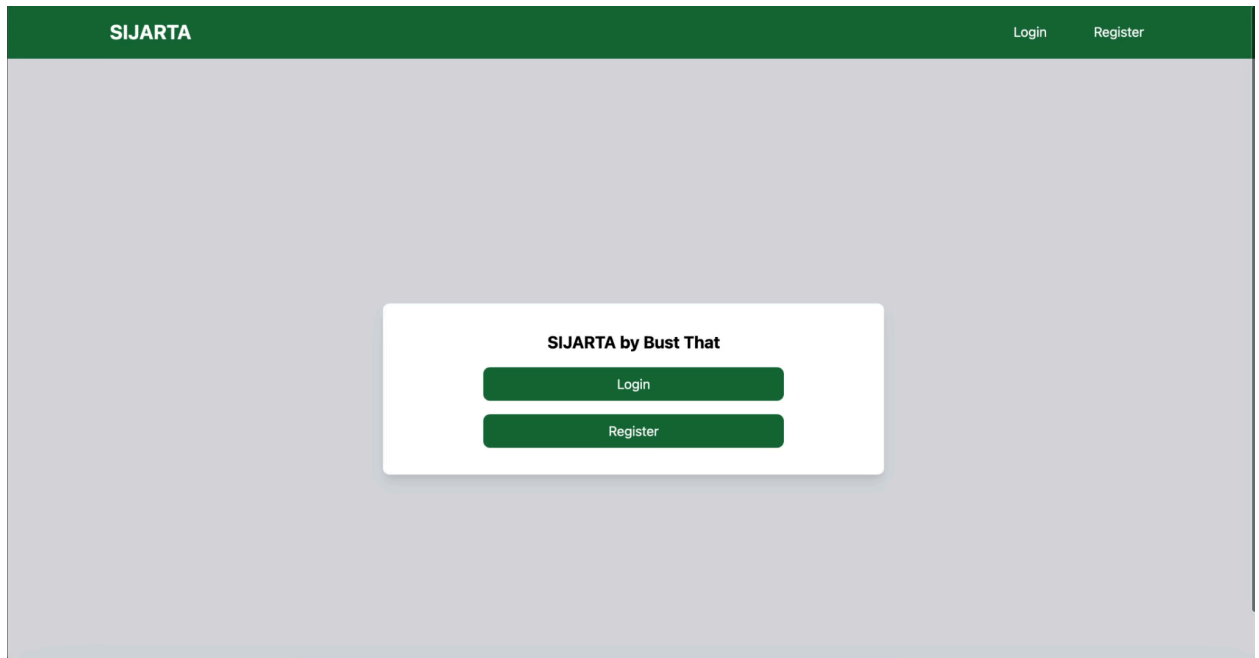 SIJARTA
Login Register
SIJARTA by Bust That
Login
Register